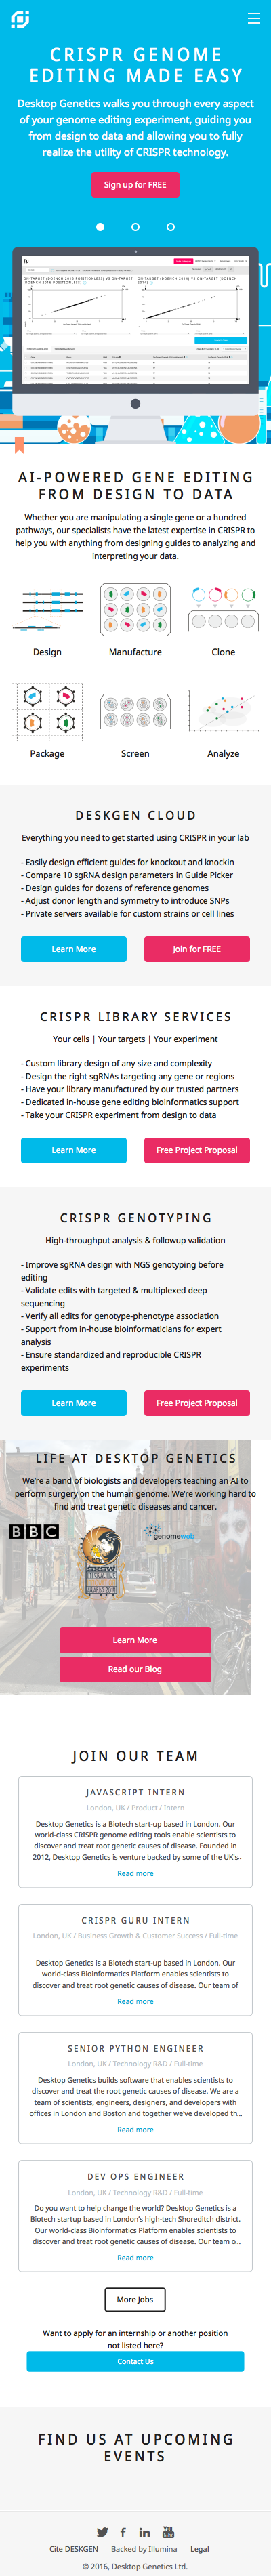 CRISPR GENOME
EDITING MADE EASY
Desktop Genetics walks you through every aspect
of your genome editing experiment, guiding you
from design to data and allowing you to fully
realize the utility of CRISPR technology.
Sign up for FREE
AI-POWERED GENE EDITING
FROM DESIGN TO DATA
Whether you are manipulating a single gene or a hundred
pathways, our specialists have the latest expertise in CRISPR to
help you with anything from designing guides to analyzing and
interpreting your data.
Design
Manufacture
Clone
Package
Screen
Analyze
DESKGEN CLOUD
Everything you need to get started using CRISPR in your lab
- Easily design efficient guides for knockout and knockin
- Compare 10 sgRNA design parameters in Guide Picker
- Design guides for dozens of reference genomes
- Adjust donor length and symmetry to introduce SNPs
- Private servers available for custom strains or cell lines
Learn More
Join for FREE
CRISPR LIBRARY SERVICES
Your cells | Your targets | Your experiment
- Custom library design of any size and complexity
- Design the right sgRNAs targeting any gene or regions
- Have your library manufactured by our trusted partners
- Dedicated in-house gene editing bioinformatics support
- Take your CRISPR experiment from design to data
Learn More
Free Project Proposal
CRISPR GENOTYPING
High-throughput analysis & followup validation
- Improve sgRNA design with NGS genotyping before
editing
- Validate edits with targeted & multiplexed deep
sequencing
- Verify all edits for genotype-phenotype association
- Support from in-house bioinformaticians for expert
analysis
- Ensure standardized and reproducible CRISPR
experiments
Learn More
Free Project Proposal
LIFE AT DESKTOP GENETICS
We're a band of biologists and developers teaching an AI to
perform surgery on the human genome. We're working hard to
find and treat genetic diseases and cancer.
BBC
SXSW
genomeweb
Learn More
Read our Blog
JOIN OUR TEAM
JAVASCRIPT INTERN
London, UK / Product / Intern
Desktop Genetics is a Biotech start-up based in London. Our
world-class CRISPR genome editing tools enable scientists to
discover and treat root genetic causes of disease. Founded in
2012, Desktop Genetics is venture backed by some of the UK's..
Read more
CRISPR GURU INTERN
London, UK / Business Growth & Customer Success / Full-time
Desktop Genetics is a Biotech start-up based in London. Our
world-class Bioinformatics Platform enables scientists to
discover and treat root genetic causes of disease. Our team of
Read more
SENIOR PYTHON ENGINEER
London, UK / Technology R&D / Full-time
Desktop Genetics builds software that enables scientists to
discover and treat the root genetic causes of disease. We are a
team of scientists, engineers, designers, and developers with
offices in London and Boston and together we've developed th...
Read more
DEV OPS ENGINEER
London, UK / Technology R&D / Full-time
Do you want to help change the world? Desktop Genetics is a
Biotech startup based in London's high-tech Shoreditch district.
Our world-class Bioinformatics Platform enables scientists to
discover and treat root genetic causes of disease. Our team o...
Read more
More Jobs
Want to apply for an internship or another position
not listed here?
Contact Us
FIND US AT UPCOMING
EVENTS
Cite DESKGEN
Backed by Illumina
Legal
© 2016, Desktop Genetics Ltd.